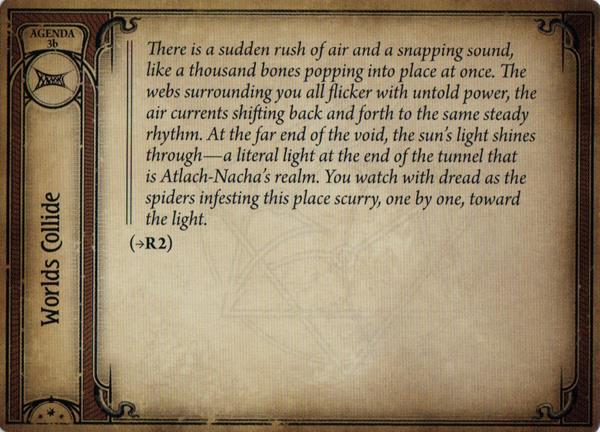 AGENDA
3b
Worlds Collide
There is a sudden rush of air and a snapping sound,
like a thousand bones popping into place at once. The
webs surrounding you all flicker with untold power, the
air currents shifting back and forth to the same steady
rhythm. At the far end of the void, the sun's light shines
through—a literal light at the end of the tunnel that
is Atlach-Nacha's realm. You watch with dread as the
spiders infesting this place scurry, one by one, toward
the light.
(→R2)